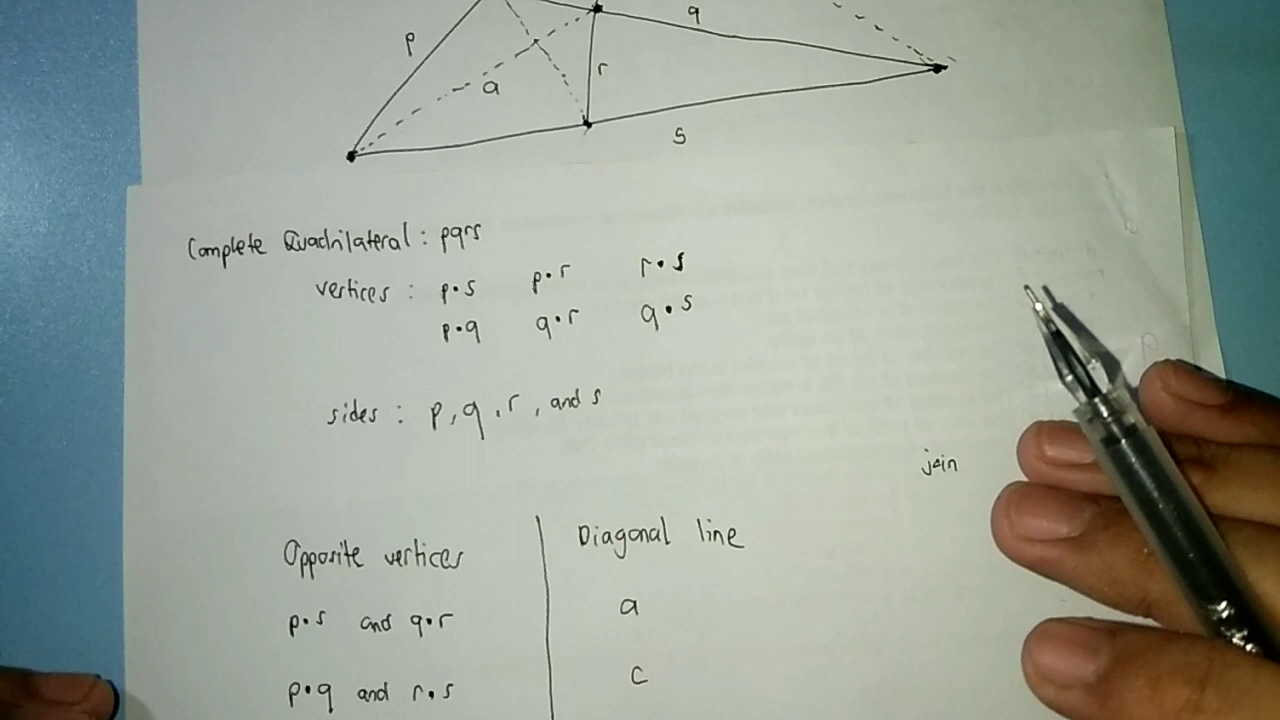 p
q
r
a
s
Complete Quadrilateral : pqrs
vertices : p•s p•r r•s
p•q q•r q•s
sides : p, q, r, and s
join
Opposite vertices
Diagonal line
p•s and q•r
a
p•q and r•s
c